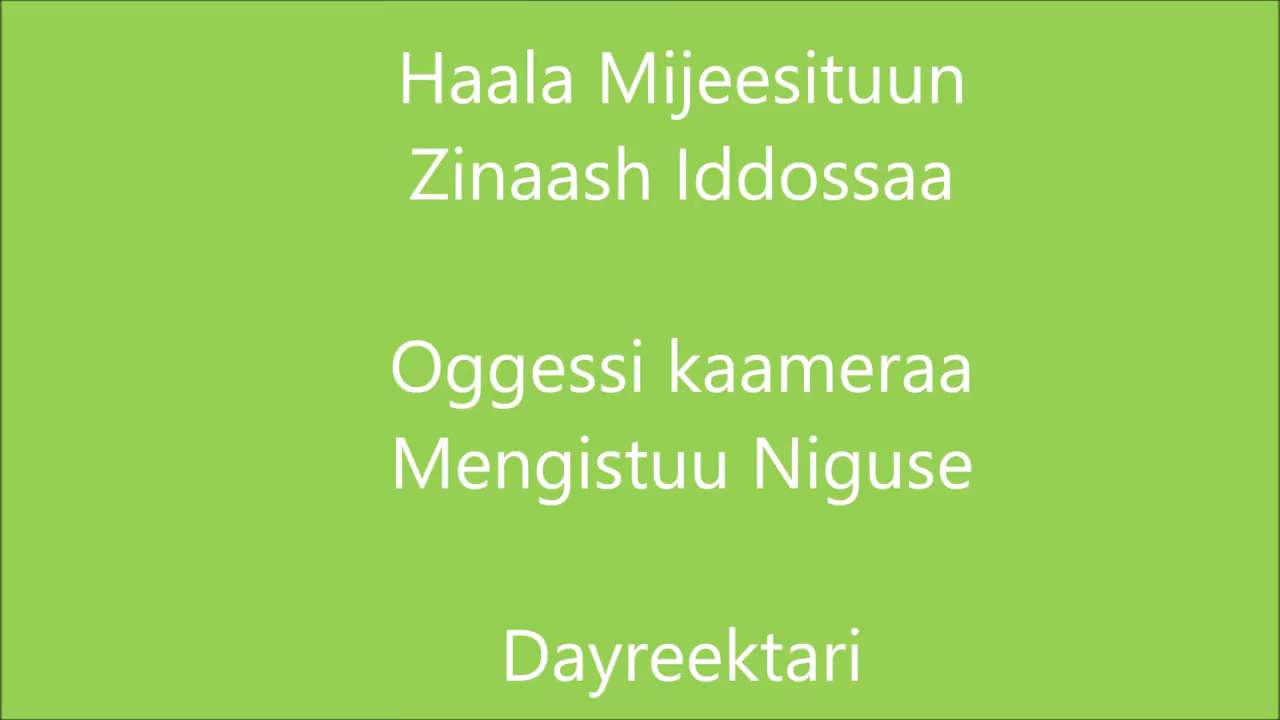 Haala Mijeesituun
Zinaash Iddossaa
Oggessi kaameraa
Mengistuu Niguse
Dayreektari